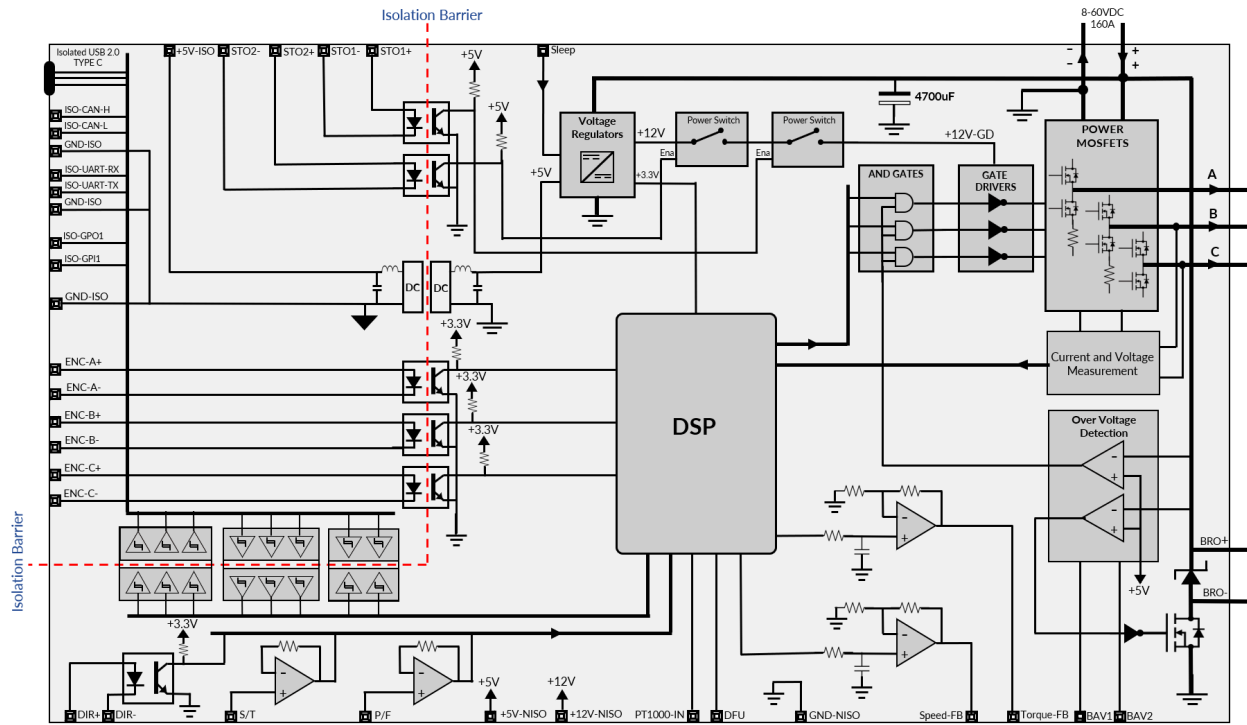 Isolation Barrier
8-60VDC
160A
Isolated USB 2.0
TYPE C
+5V-ISO
STO2-
STO2+
STO1-
STO1+
Sleep
- +
- +
+5V
+5V
4700uF
ISO-CAN-H
ISO-CAN-L
GND-ISO
ISO-UART-RX
ISO-UART-TX
GND-ISO
ISO-GPO1
ISO-GPI1
GND-ISO
Voltage
Regulators
+12V
+5V
+3.3V
Power Switch
Ena
Power Switch
Ena
+12V-GD
AND GATES
GATE
DRIVERS
POWER
MOSFETS
A
B
C
DC
DC
+3.3V
+3.3V
+3.3V
ENC-A+
ENC-A-
ENC-B+
ENC-B-
ENC-C+
ENC-C-
DSP
Current and Voltage
Measurement
Over Voltage
Detection
-
+
-
+
+5V
-
+
-
+
BRO+
BRO-
Isolation Barrier
+3.3V
-
+
-
+
+5V
+12V
DIR+
DIR-
S/T
P/F
+5V-NISO
+12V-NISO
PT1000-IN
DFU
GND-NISO
Speed-FB
Torque-FB
BAV1
BAV2